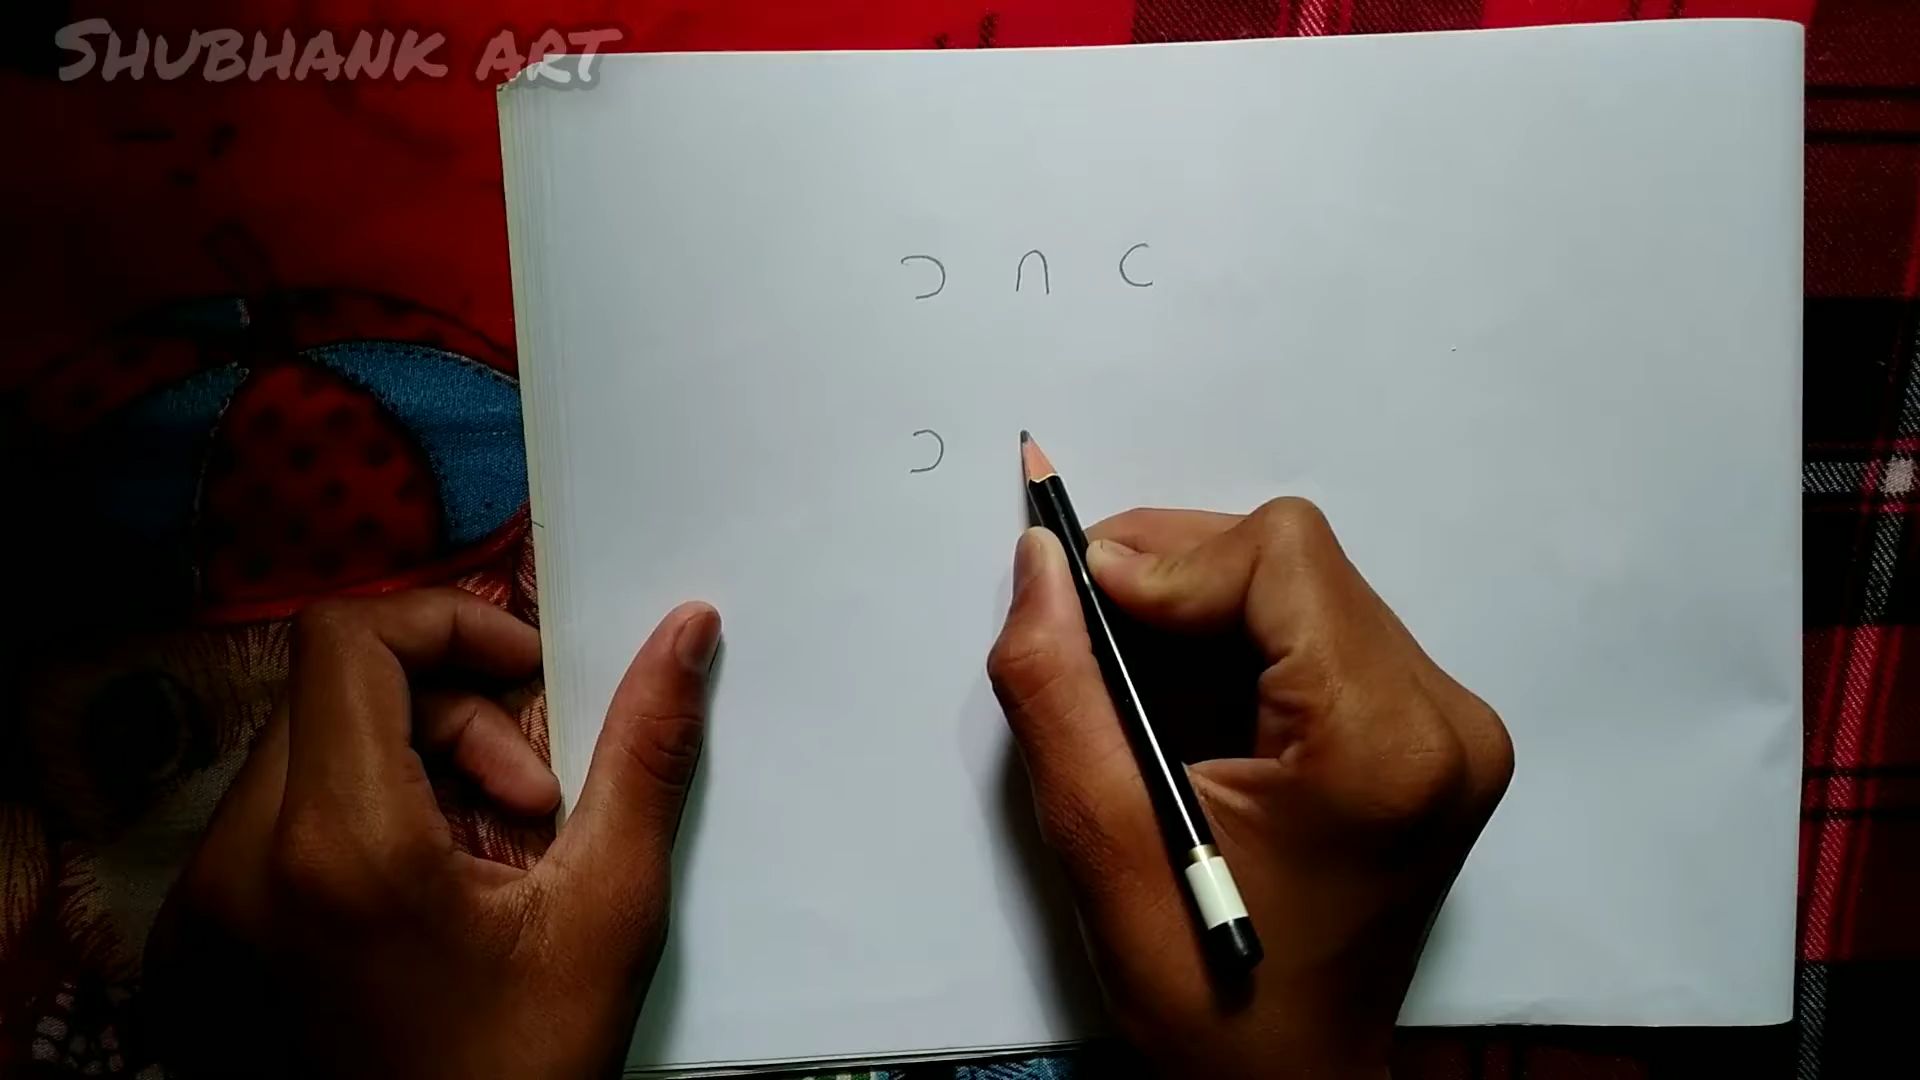 SHUBHANK ART
⊃ ∩ ⊂
⊃